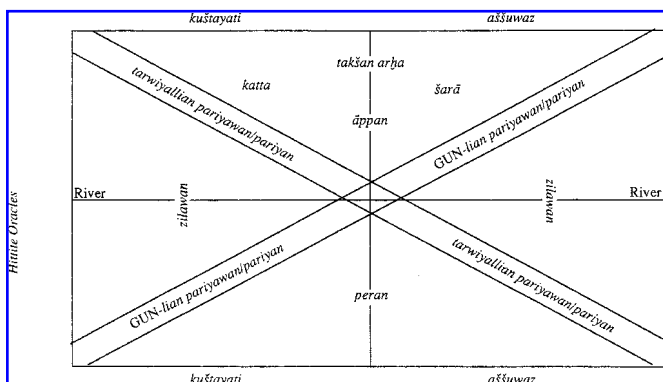 kuštayati
aššuwaz
takšan arḫa
katta
šarā
tarwiyallian pariyawan/pariyan
GUN-lian pariyawan/pariyan
āppan
Hittite Oracles
River
zilawan
zilawan
River
GUN-lian pariyawan/pariyan
tarwiyallian pariyawan/pariyan
peran
kuštayati
aššuwaz